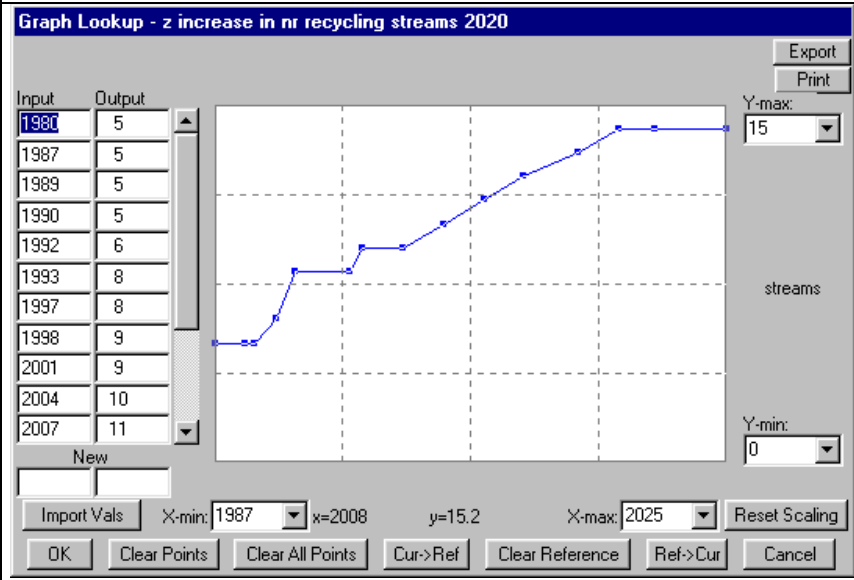 Graph Lookup - z increase in nr recycling streams 2020
Export
Print
Input Output
1980 5
1987 5
1989 5
1990 5
1992 6
1993 8
1997 8
1998 9
2001 9
2004 10
2007 11
New
Y-max:
15
streams
Y-min:
0
Import Vals X-min: 1987 x=2008 y=15.2 X-max: 2025 Reset Scaling
OK Clear Points Clear All Points Cur->Ref Clear Reference Ref->Cur Cancel